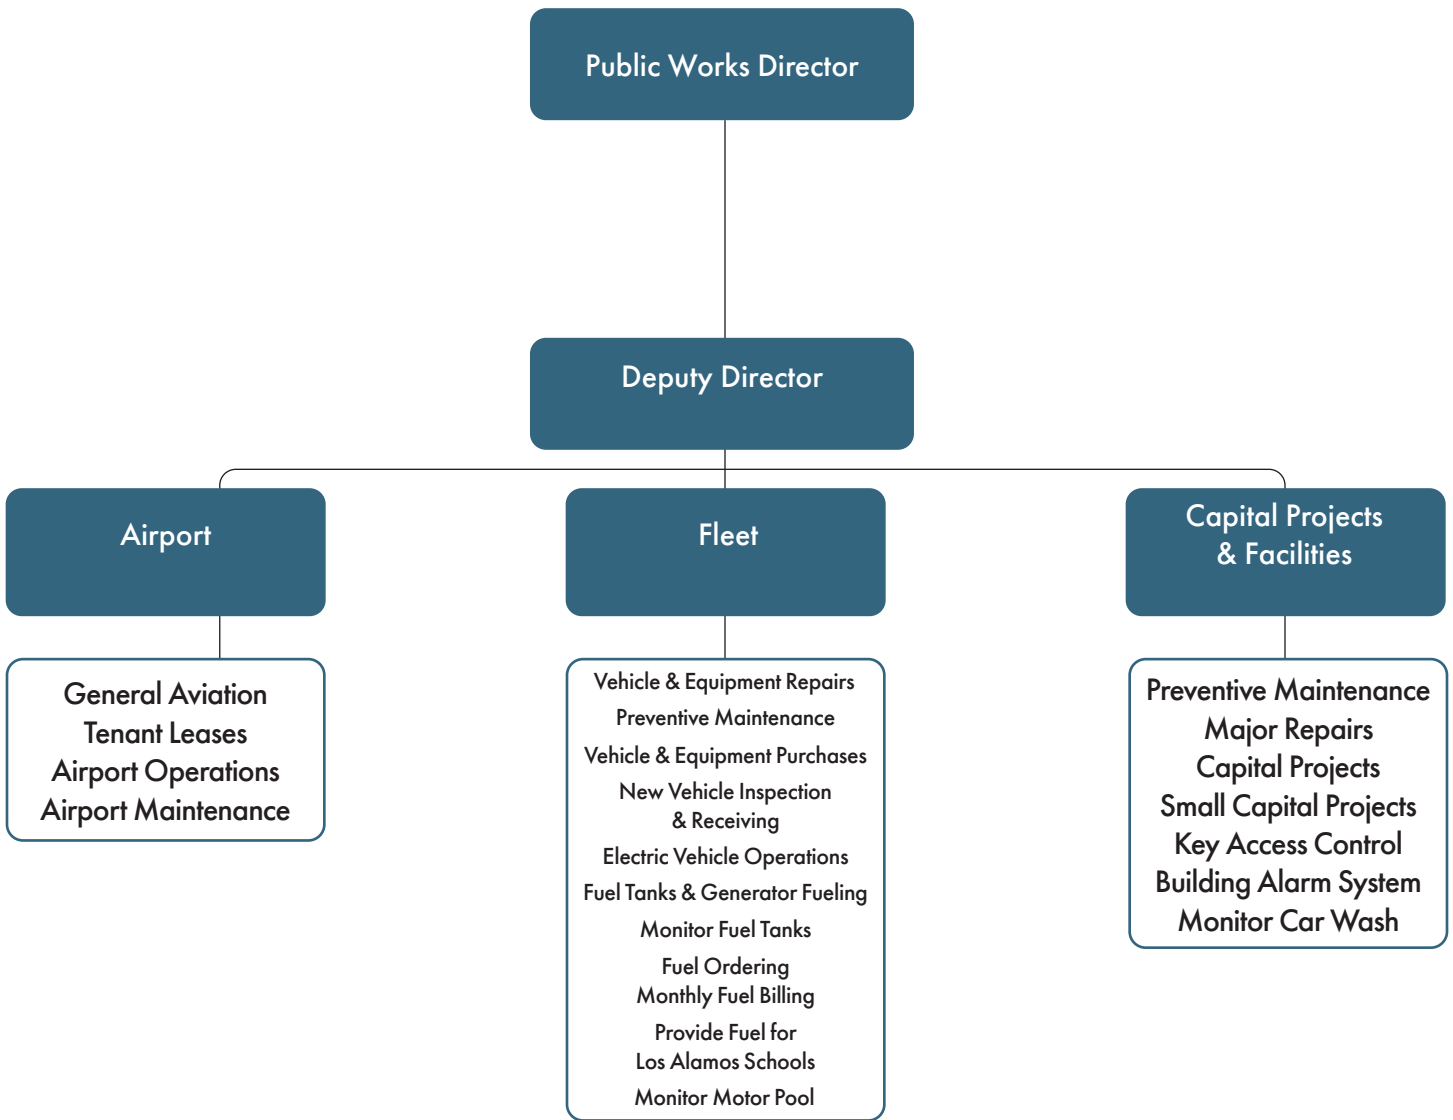 Public Works Director
Deputy Director
Airport
Fleet
Capital Projects
& Facilities
General Aviation
Tenant Leases
Airport Operations
Airport Maintenance
Vehicle & Equipment Repairs
Preventive Maintenance
Vehicle & Equipment Purchases
New Vehicle Inspection
& Receiving
Electric Vehicle Operations
Fuel Tanks & Generator Fueling
Monitor Fuel Tanks
Fuel Ordering
Monthly Fuel Billing
Provide Fuel for
Los Alamos Schools
Monitor Motor Pool
Preventive Maintenance
Major Repairs
Capital Projects
Small Capital Projects
Key Access Control
Building Alarm System
Monitor Car Wash